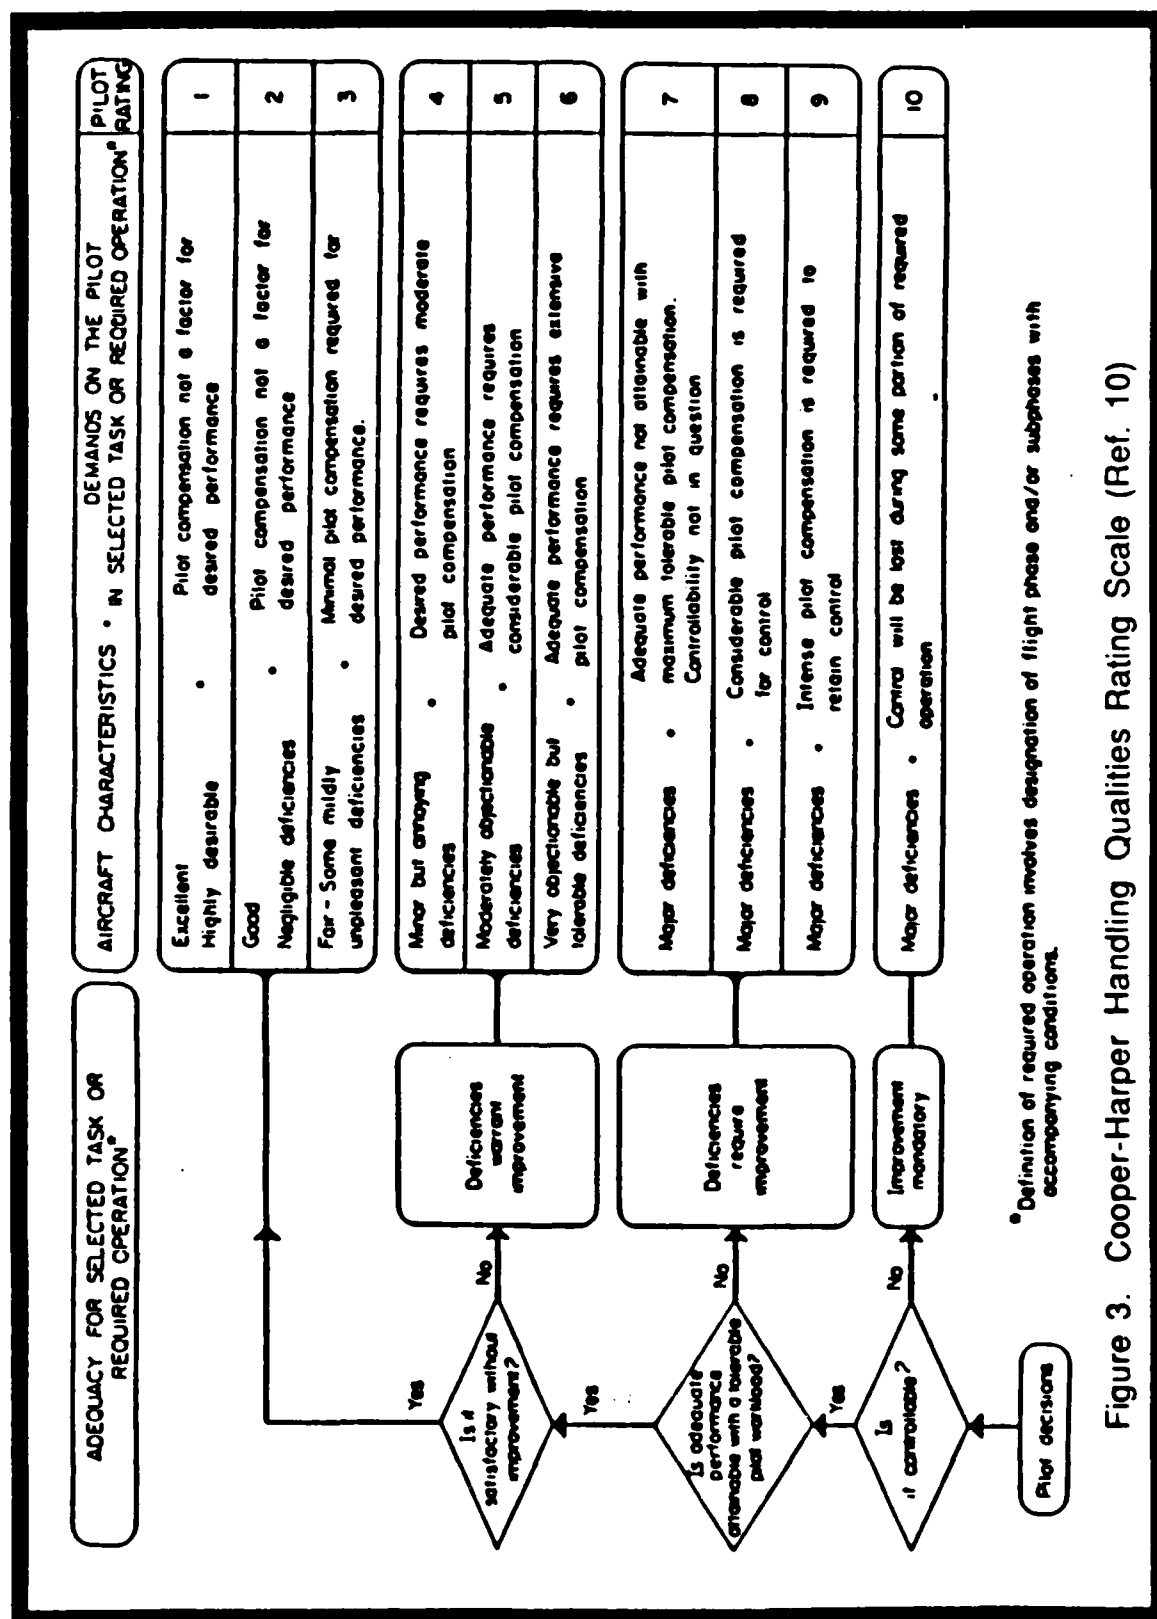 ADEQUACY FOR SELECTED TASK OR
REQUIRED OPERATION*
AIRCRAFT CHARACTERISTICS
DEMANDS ON THE PILOT
IN SELECTED TASK OR REQUIRED OPERATION*
PILOT
RATING
Excellent
Highly desirable
Pilot compensation not a factor for
desired performance
1
Good
Negligible deficiencies
Pilot compensation not a factor for
desired performance
2
Fair - Some mildly
unpleasant deficiencies
Minimal pilot compensation required for
desired performance.
3
Yes
Is it
satisfactory without
improvement?
No
Deficiencies
warrant
improvement
Minor but annoying
deficiencies
Desired performance requires moderate
pilot compensation
4
Moderately objectionable
deficiencies
Adequate performance requires
considerable pilot compensation
5
Very objectionable but
tolerable deficiencies
Adequate performance requires extensive
pilot compensation
6
Yes
Is adequate
performance
attainable with a tolerable
pilot workload?
No
Deficiencies
require
improvement
Major deficiencies
Adequate performance not attainable with
maximum tolerable pilot compensation.
Controllability not in question
7
Major deficiencies
Considerable pilot compensation is required
for control
8
Major deficiencies
Intense pilot compensation is required to
retain control
9
Yes
Is
it controllable?
No
Improvement
mandatory
Major deficiencies
Control will be lost during some portion of required
operation
10
Pilot decisions
*Definition of required operation involves designation of flight phase and/or subphases with
accompanying conditions.
Figure 3. Cooper-Harper Handling Qualities Rating Scale (Ref. 10)